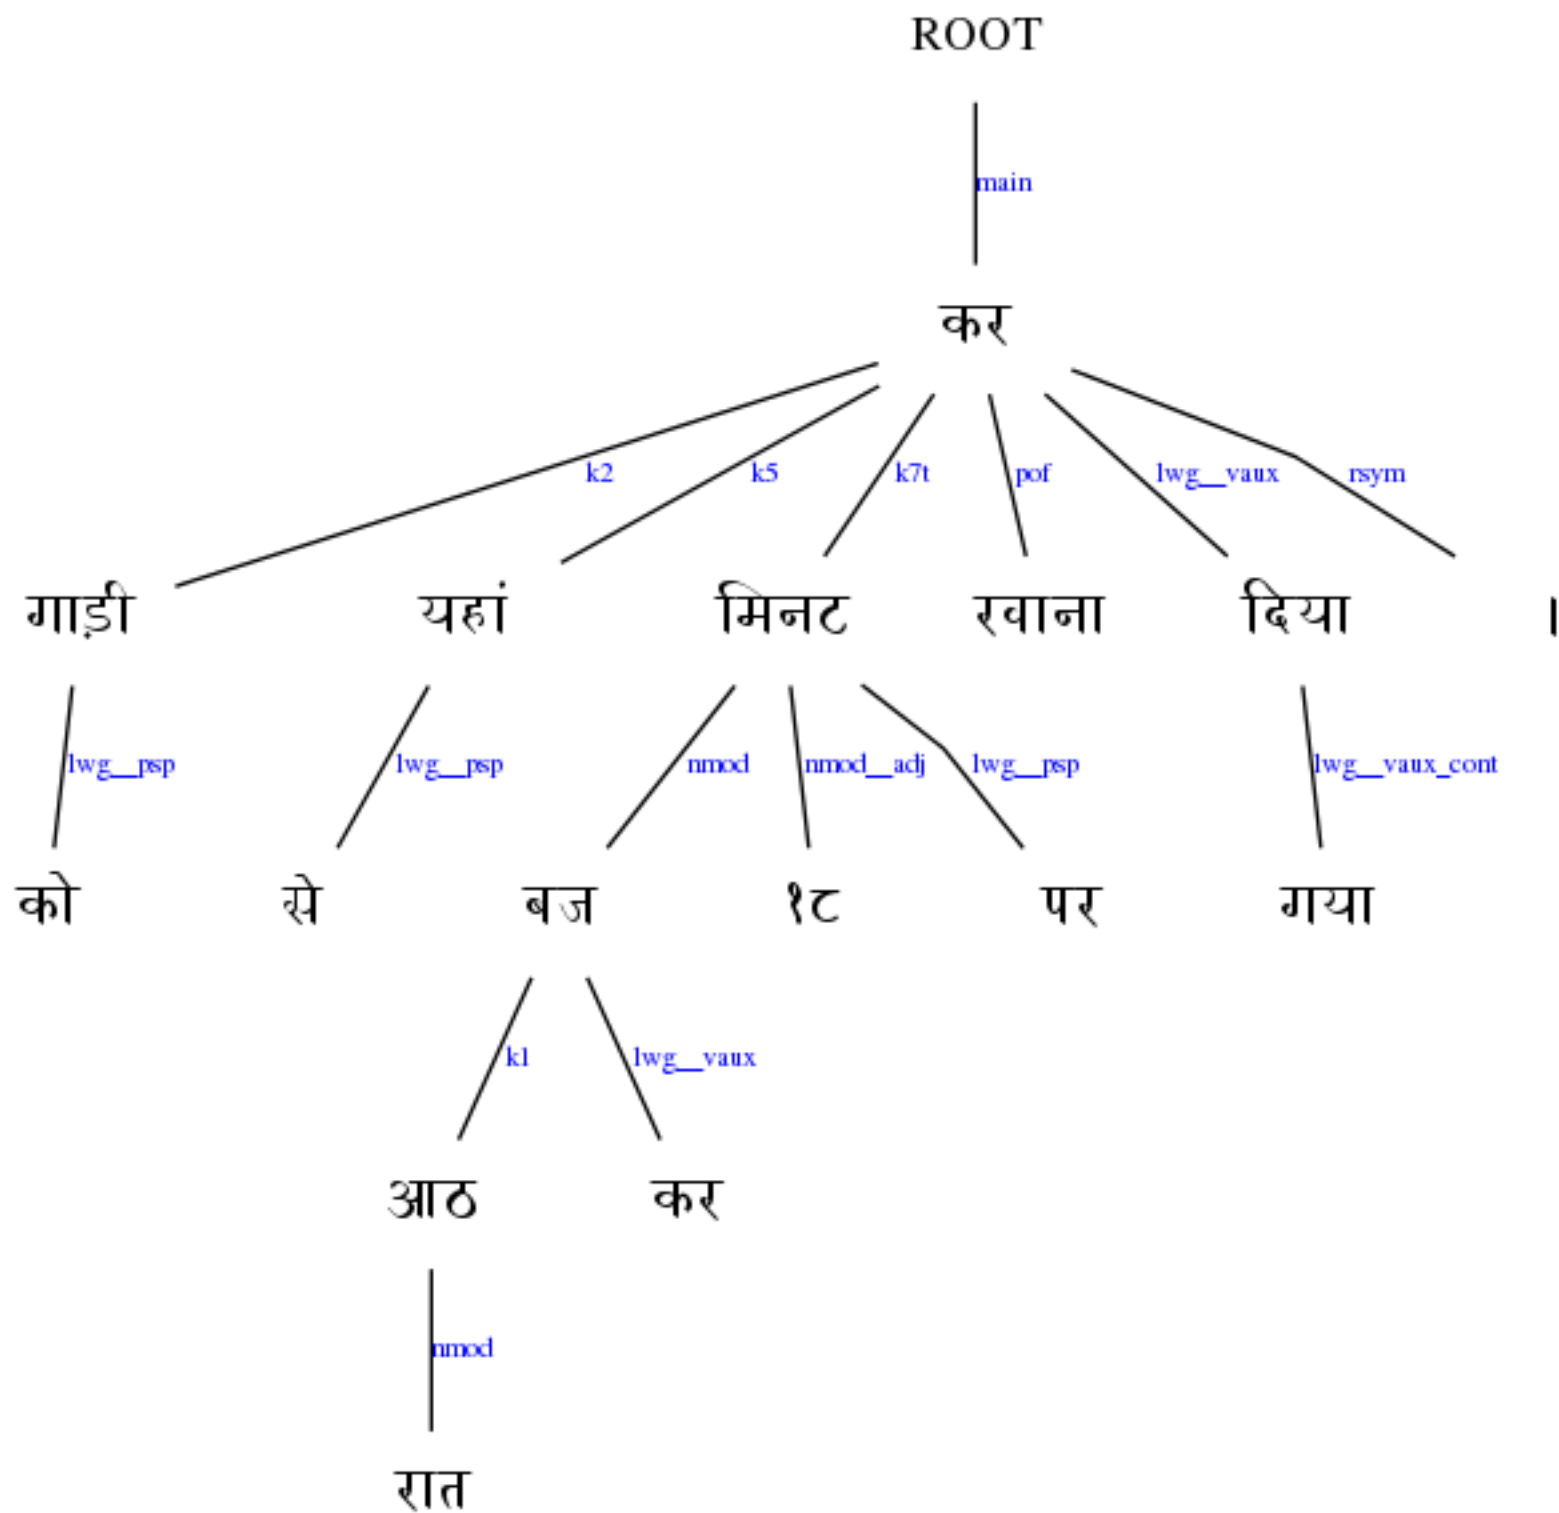 ROOT
main
कर
k2 k5 k7t pof lwg__vaux rsym
गाड़ी यहां मिनट रवाना दिया ।
lwg__psp lwg__psp nmod nmod__adj lwg__psp lwg__vaux_cont
को से बज १८ पर गया
k1 lwg__vaux
आठ कर
nmod
रात